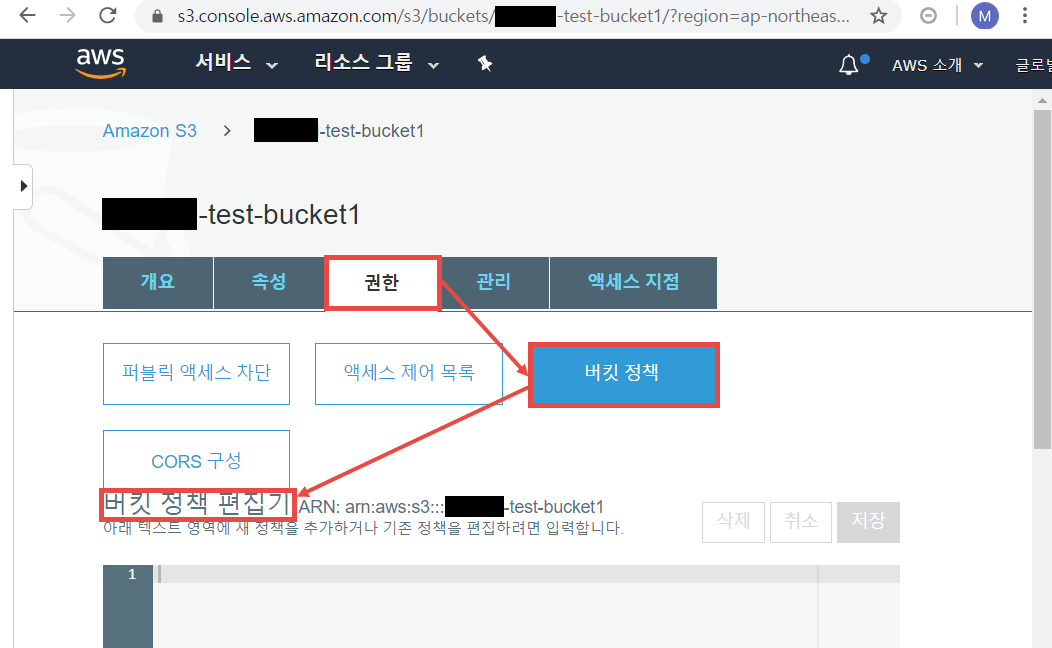 s3.console.aws.amazon.com/s3/buckets/-test-bucket1/?region=ap-northeas...
M
aws 서비스 리소스 그룹 AWS 소개 글로벌
Amazon S3 > -test-bucket1
-test-bucket1
개요 속성 권한 관리 액세스 지점
퍼블릭 액세스 차단 액세스 제어 목록 버킷 정책
CORS 구성
버킷 정책 편집기 ARN: arn:aws:s3:::-test-bucket1
아래 텍스트 영역에 새 정책을 추가하거나 기존 정책을 편집하려면 입력합니다.
삭제 취소 저장
1